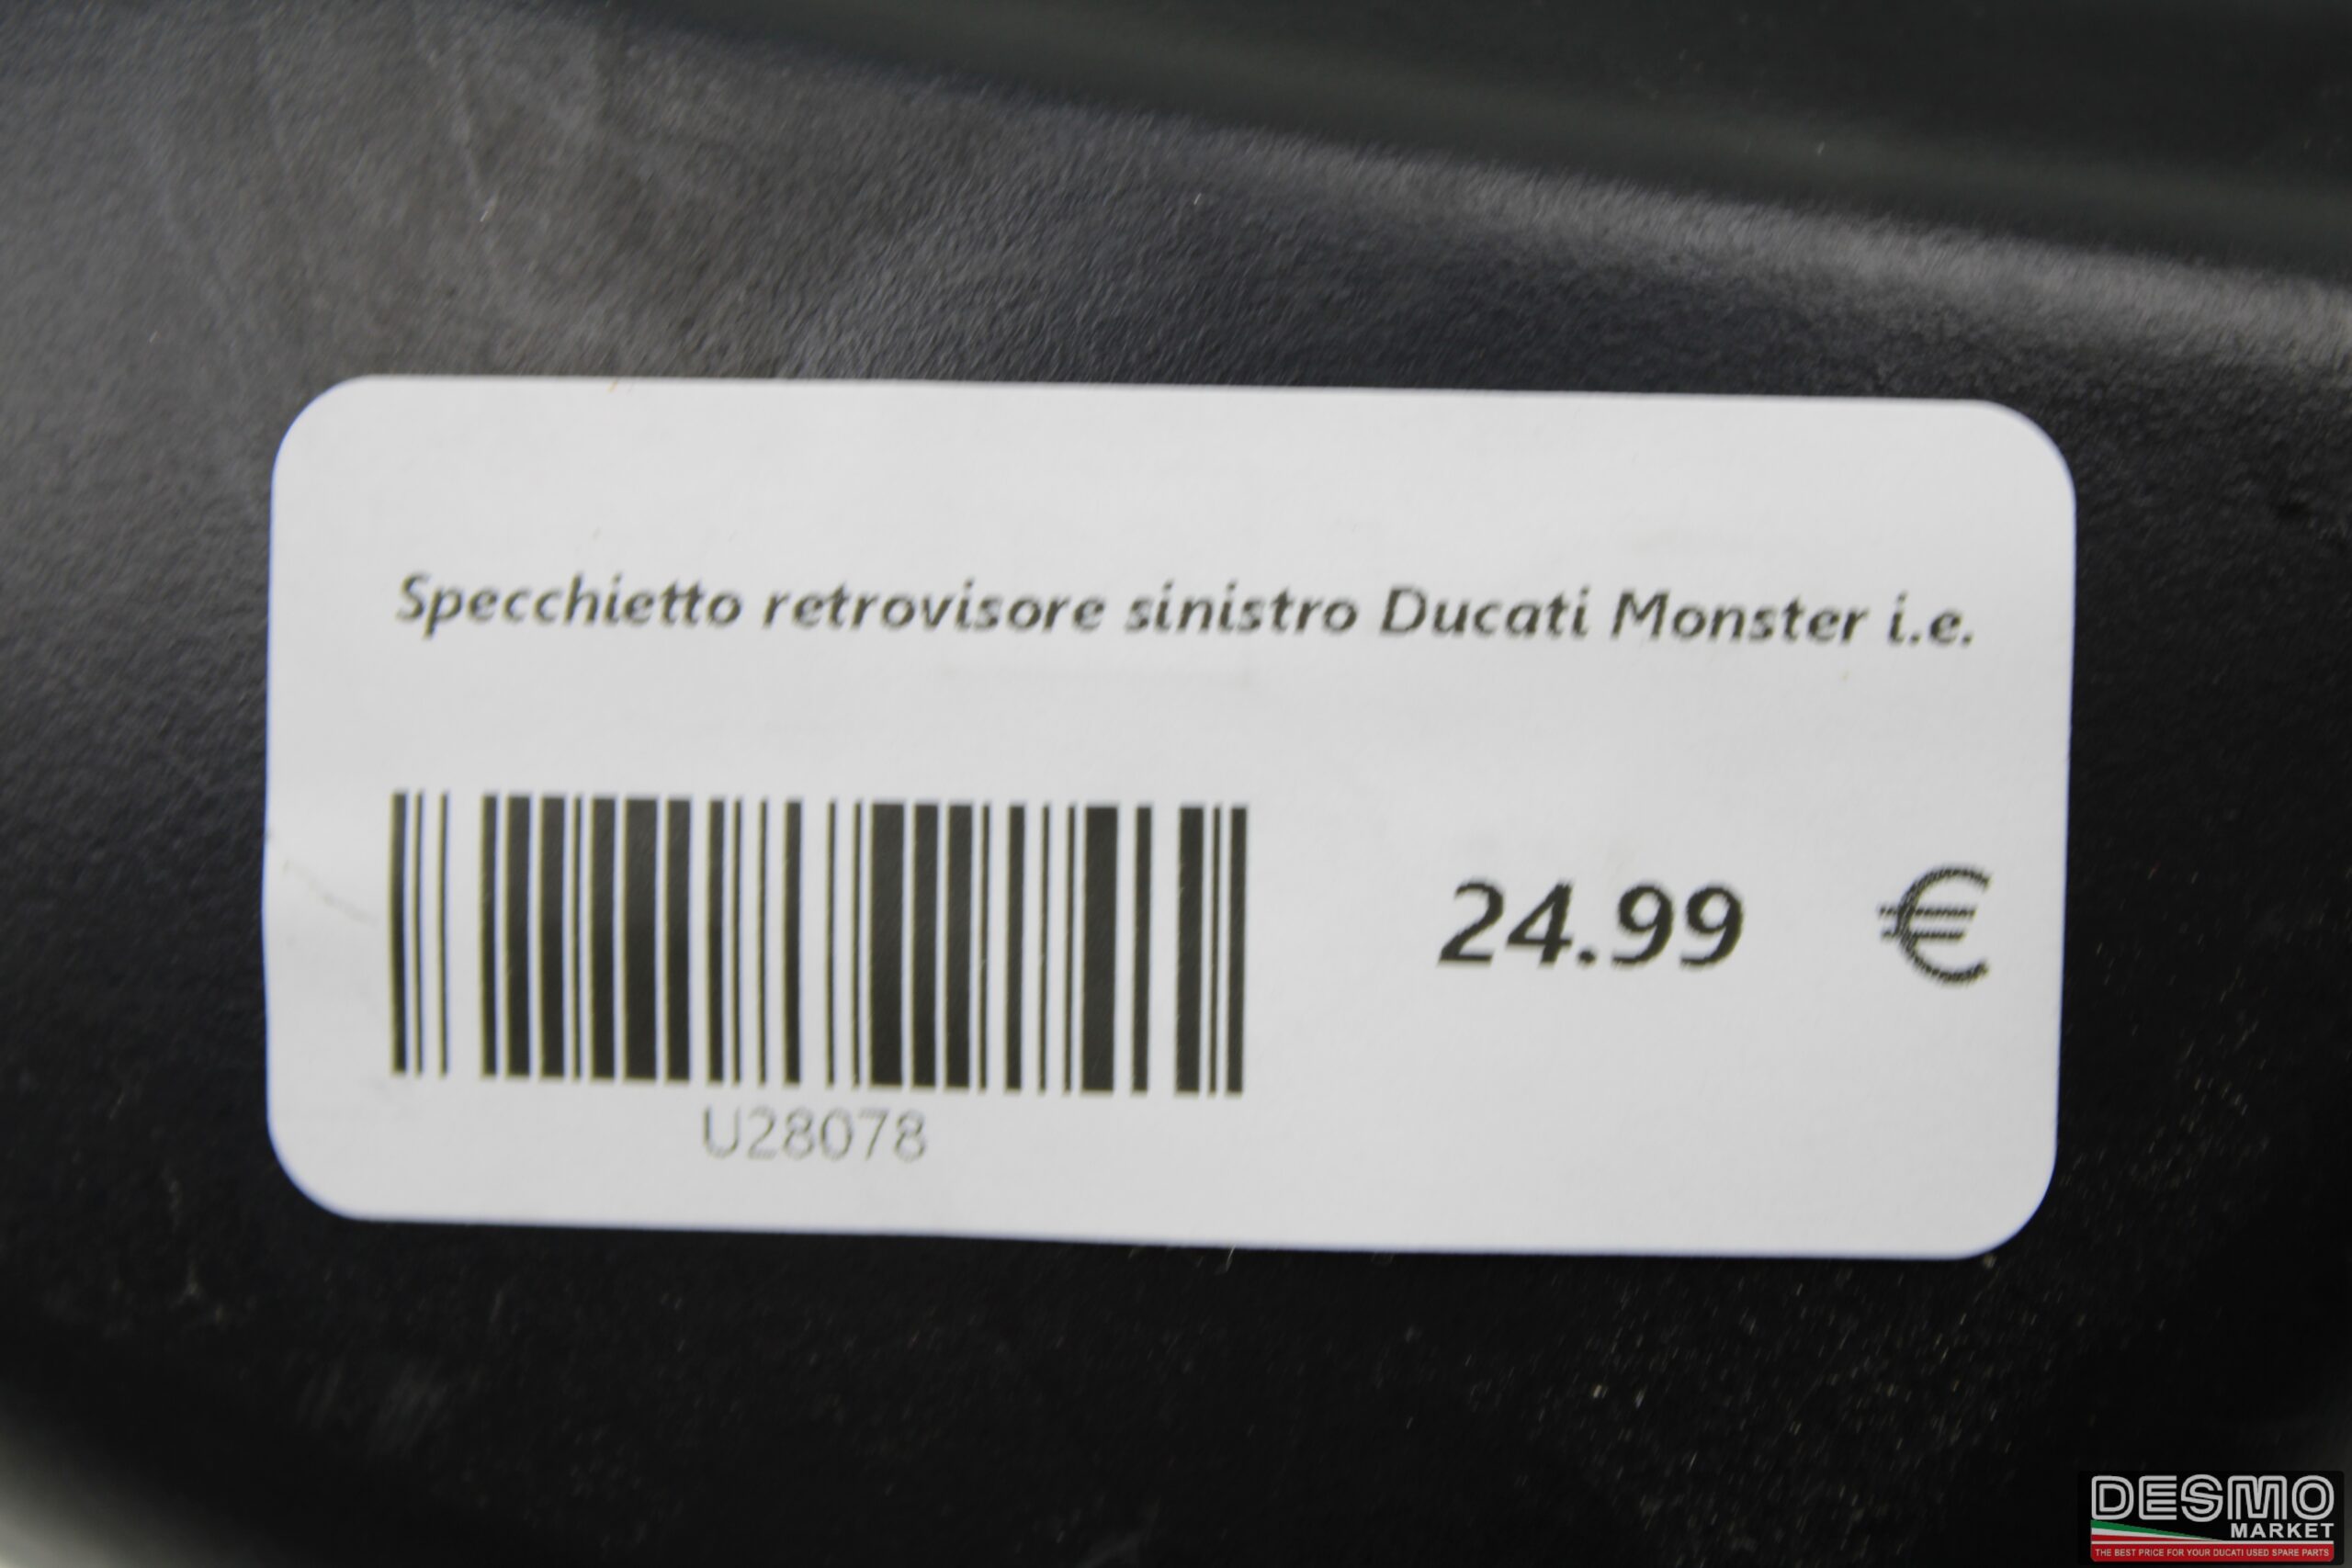 Specchietto retrovisore sinistro Ducati Monster i.e.
24.99 €
U28078
DESMO
MARKET
THE BEST PRICE FOR YOUR DUCATI USED SPARE PARTS